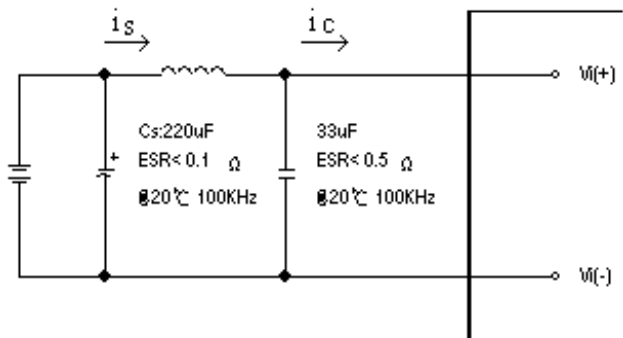 is
ic
Vi(+)
Cs:220uF
ESR<0.1 Ω
@20℃ 100KHz
33uF
ESR<0.5 Ω
@20℃ 100KHz
+
Vi(-)